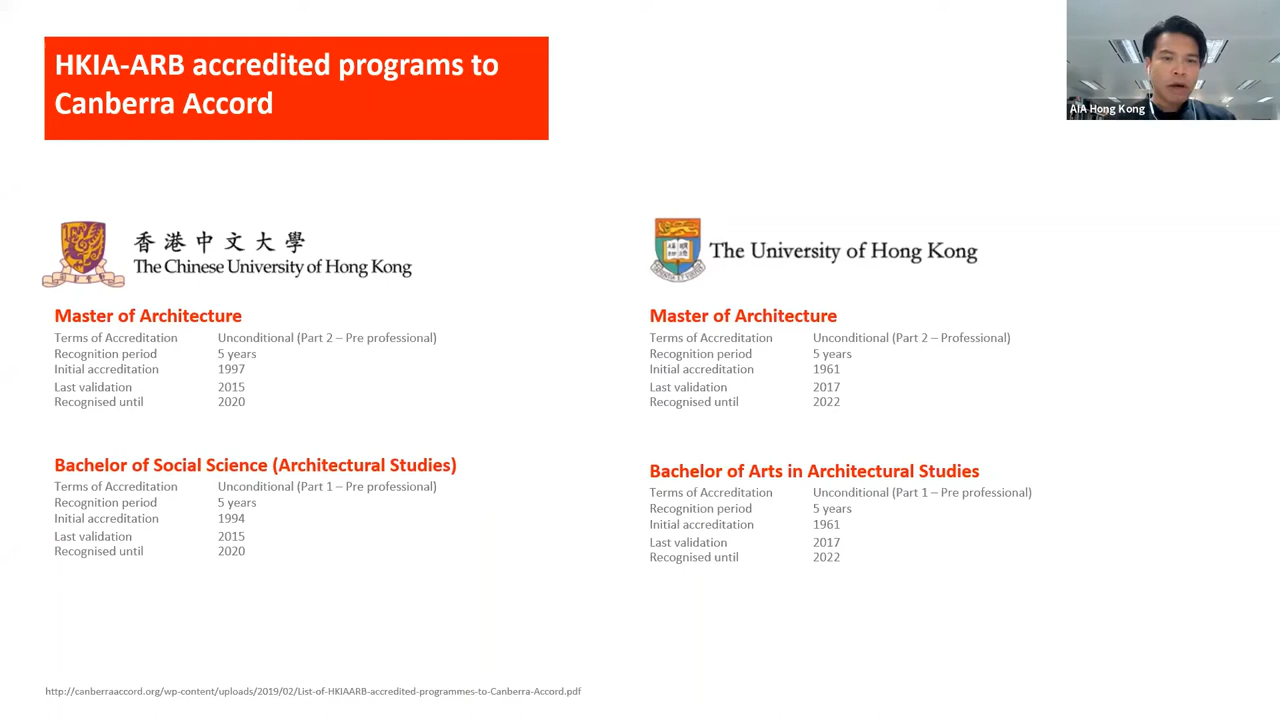 HKIA-ARB accredited programs to
Canberra Accord
AIA Hong Kong
香港中文大學
The Chinese University of Hong Kong
Master of Architecture
Terms of Accreditation Unconditional (Part 2 – Pre professional)
Recognition period 5 years
Initial accreditation 1997
Last validation 2015
Recognised until 2020
Bachelor of Social Science (Architectural Studies)
Terms of Accreditation Unconditional (Part 1 – Pre professional)
Recognition period 5 years
Initial accreditation 1994
Last validation 2015
Recognised until 2020
The University of Hong Kong
Master of Architecture
Terms of Accreditation Unconditional (Part 2 – Professional)
Recognition period 5 years
Initial accreditation 1961
Last validation 2017
Recognised until 2022
Bachelor of Arts in Architectural Studies
Terms of Accreditation Unconditional (Part 1 – Pre professional)
Recognition period 5 years
Initial accreditation 1961
Last validation 2017
Recognised until 2022
http://canberraaccord.org/wp-content/uploads/2019/02/List-of-HKIAARB-accredited-programmes-to-Canberra-Accord.pdf